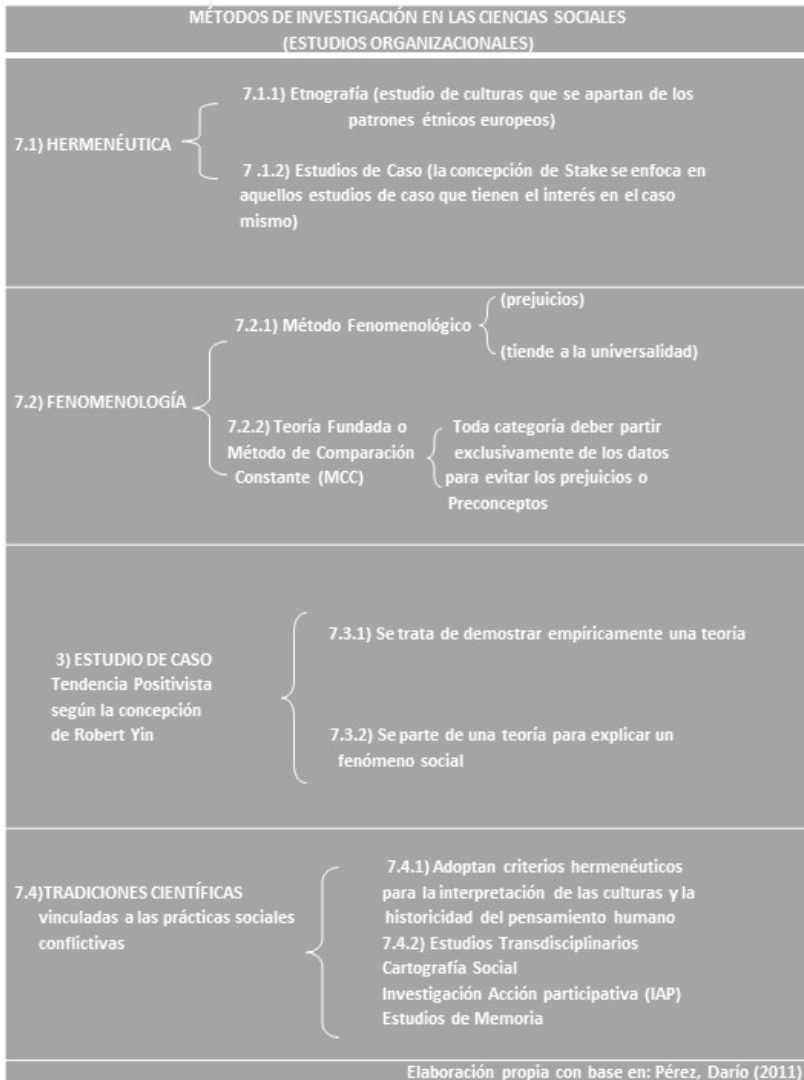 MÉTODOS DE INVESTIGACIÓN EN LAS CIENCIAS SOCIALES
(ESTUDIOS ORGANIZACIONALES)
7.1) HERMENÉUTICA
7.1.1) Etnografía (estudio de culturas que se apartan de los
patrones étnicos europeos)
7 .1.2) Estudios de Caso (la concepción de Stake se enfoca en
aquellos estudios de caso que tienen el interés en el caso
mismo)
7.2) FENOMENOLOGÍA
7.2.1) Método Fenomenológico
(prejuicios)
(tiende a la universalidad)
7.2.2) Teoría Fundada o
Método de Comparación
Constante (MCC)
Toda categoría deber partir
exclusivamente de los datos
para evitar los prejuicios o
Preconceptos
3) ESTUDIO DE CASO
Tendencia Positivista
según la concepción
de Robert Yin
7.3.1) Se trata de demostrar empíricamente una teoría
7.3.2) Se parte de una teoría para explicar un
fenómeno social
7.4)TRADICIONES CIENTÍFICAS
vinculadas a las prácticas sociales
conflictivas
7.4.1) Adoptan criterios hermenéuticos
para la interpretación de las culturas y la
historicidad del pensamiento humano
7.4.2) Estudios Transdisciplinarios
Cartografía Social
Investigación Acción participativa (IAP)
Estudios de Memoria
Elaboración propia con base en: Pérez, Darío (2011)